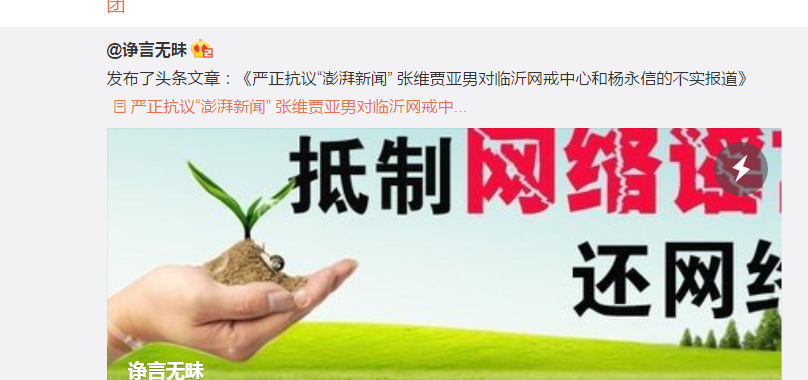 团
@诤言无昧
发布了头条文章：《严正抗议“澎湃新闻” 张维贾亚男对临沂网戒中心和杨永信的不实报道》
严正抗议“澎湃新闻” 张维贾亚男对临沂网戒中...
抵制网络谣
还网络
诤言无昧